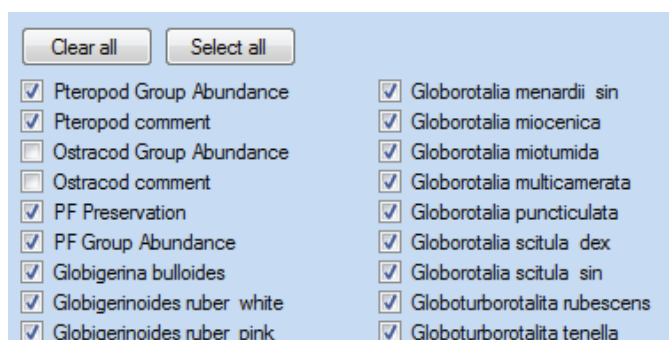 Clear all
Select all
Pteropod Group Abundance
Pteropod comment
Ostracod Group Abundance
Ostracod comment
PF Preservation
PF Group Abundance
Globigerina bulloides
Globigerinoides ruber white
Globigerinoides ruber pink
Globorotalia menardii sin
Globorotalia miocenica
Globorotalia miotumida
Globorotalia multicamerata
Globorotalia puncticulata
Globorotalia scitula dex
Globorotalia scitula sin
Globoturborotalita rubescens
Globoturborotalita tenella